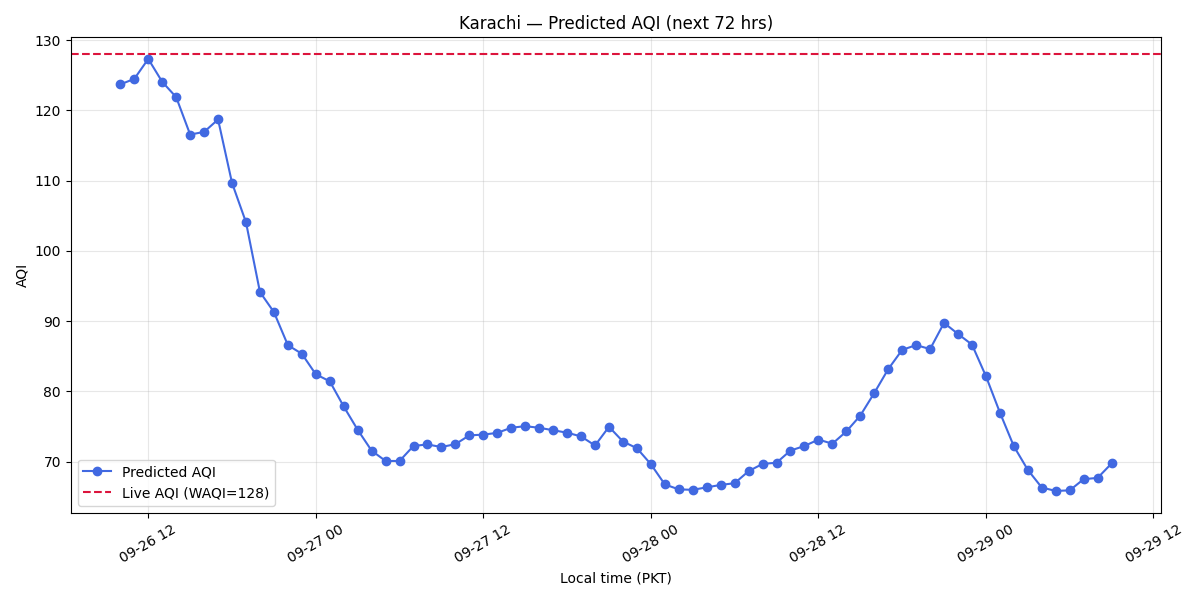 Karachi — Predicted AQI (next 72 hrs)
130
120
110
100
90
80
70
AQI
Predicted AQI
Live AQI (WAQI=128)
09-26 12
09-27 00
09-27 12
09-28 00
09-28 12
09-29 00
09-29 12
Local time (PKT)